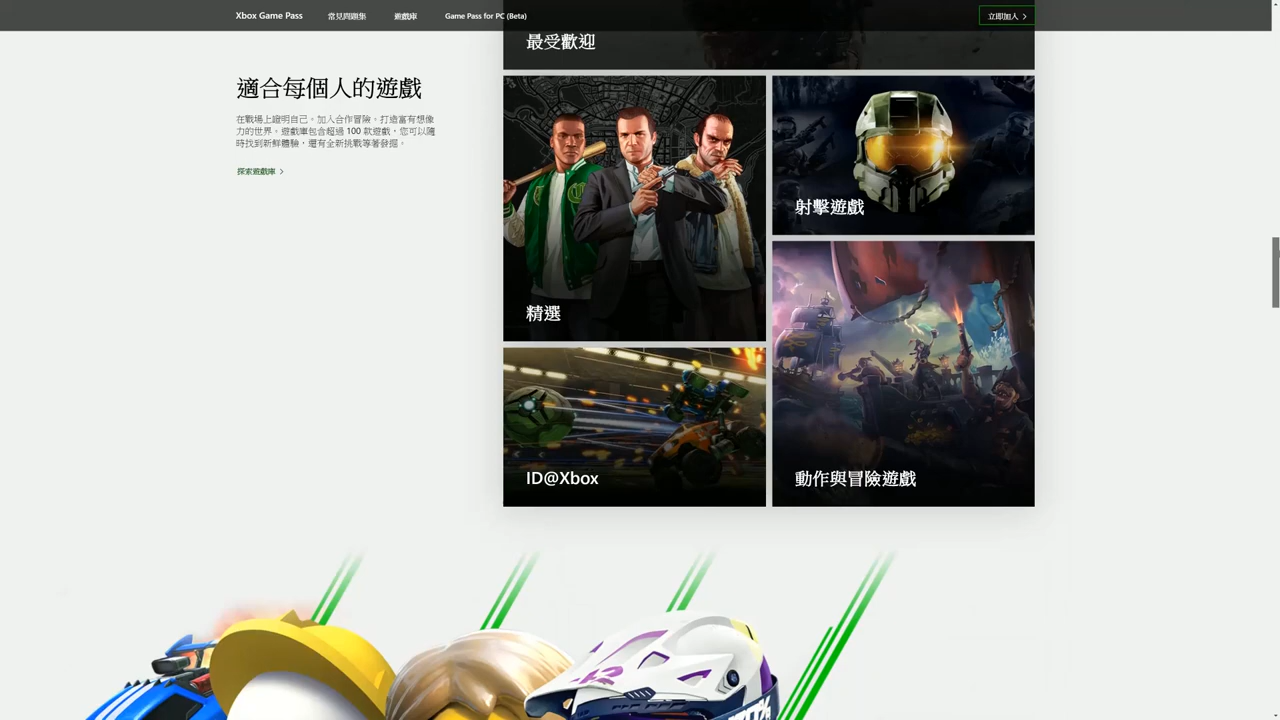 Xbox Game Pass
常見問題集
遊戲庫
Game Pass for PC (Beta)
立即加入
最受歡迎
適合每個人的遊戲
在戰場上證明自己。加入合作冒險。打造富有想像
力的世界。遊戲庫包含超過 100 款遊戲，您可以隨
時找到新鮮體驗，還有全新挑戰等著發掘。
探索遊戲庫
射擊遊戲
精選
ID@Xbox
動作與冒險遊戲